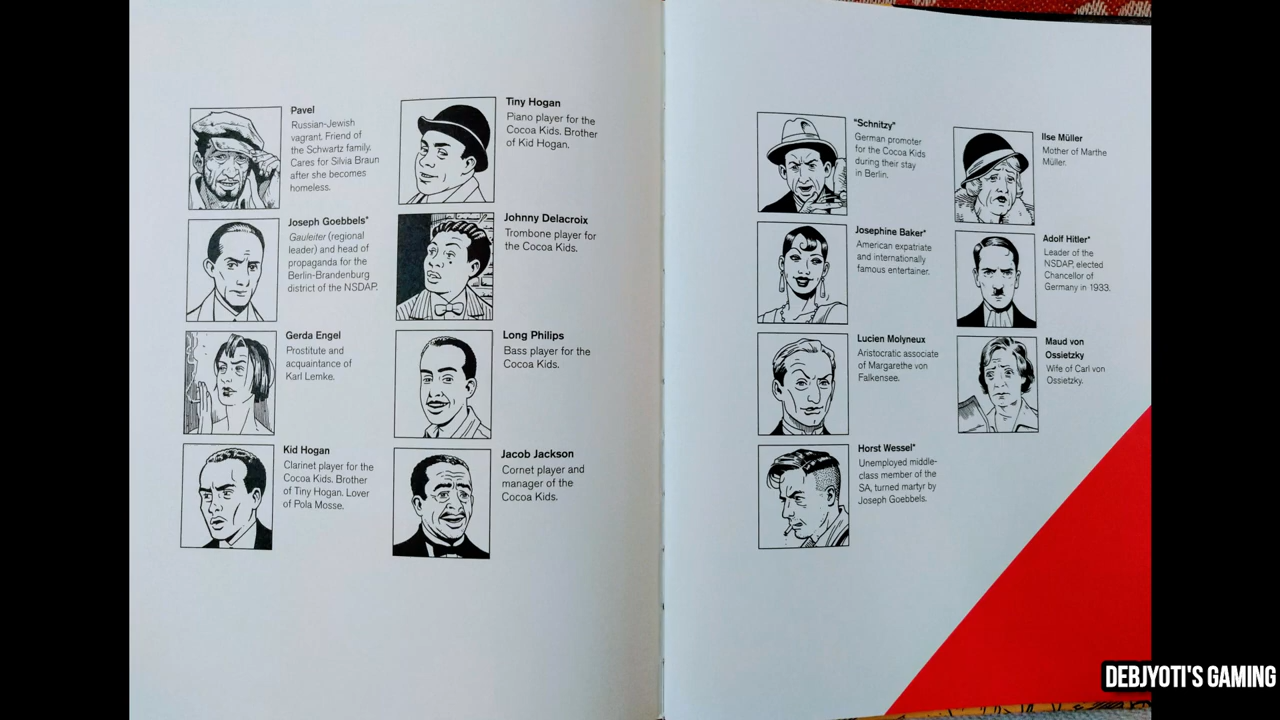 Pavel
Russian-Jewish
vagrant. Friend of
the Schwartz family.
Cares for Silvia Braun
after she becomes
homeless.
Joseph Goebbels*
Gauleiter (regional
leader) and head of
propaganda for the
Berlin-Brandenburg
district of the NSDAP.
Gerda Engel
Prostitute and
acquaintance of
Karl Lemke.
Kid Hogan
Clarinet player for the
Cocoa Kids. Brother
of Tiny Hogan. Lover
of Pola Mosse.
Tiny Hogan
Piano player for the
Cocoa Kids. Brother
of Kid Hogan.
Johnny Delacroix
Trombone player for
the Cocoa Kids.
Long Philips
Bass player for the
Cocoa Kids.
Jacob Jackson
Cornet player and
manager of the
Cocoa Kids.
"Schnitzy"
German promoter
for the Cocoa Kids
during their stay
in Berlin.
Josephine Baker*
American expatriate
and internationally
famous entertainer.
Lucien Molyneux
Aristocratic associate
of Margarethe von
Falkensee.
Horst Wessel*
Unemployed middle-
class member of the
SA, turned martyr by
Joseph Goebbels.
Ilse Müller
Mother of Marthe
Müller.
Adolf Hitler*
Leader of the
NSDAP, elected
Chancellor of
Germany in 1933.
Maud von
Ossietzky
Wife of Carl von
Ossietzky.
DEBJYOTI'S GAMING